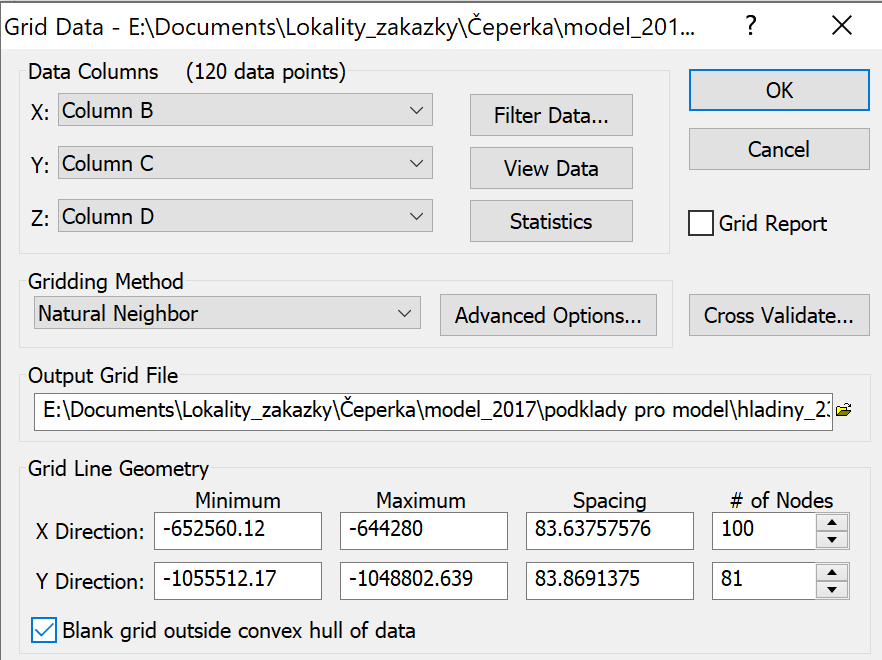 Grid Data - E:\Documents\Lokality_zakazky\Čeperka\model_201... ?
Data Columns (120 data points)
X: Column B
Y: Column C
Z: Column D
Filter Data...
View Data
Statistics
OK
Cancel
Grid Report
Gridding Method
Natural Neighbor
Advanced Options...
Cross Validate...
Output Grid File
E:\Documents\Lokality_zakazky\Čeperka\model_2017\podklady pro model\hladiny_2
Grid Line Geometry
Minimum Maximum Spacing # of Nodes
X Direction: -652560.12 -644280 83.63757576 100
Y Direction: -1055512.17 -1048802.639 83.8691375 81
Blank grid outside convex hull of data